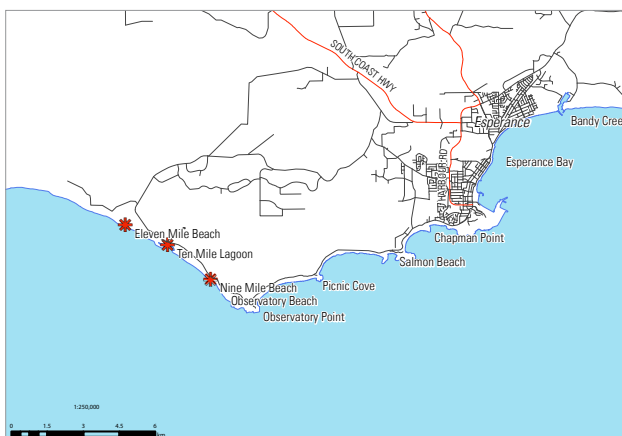 SOUTH COAST HWY
Esperance
Bandy Cree
HARBOUR RD
Esperance Bay
Eleven Mile Beach
Chapman Point
Ten Mile Lagoon
Salmon Beach
Nine Mile Beach
Picnic Cove
Observatory Beach
Observatory Point
1:250,000
0 1.5 3 4.5 6
km